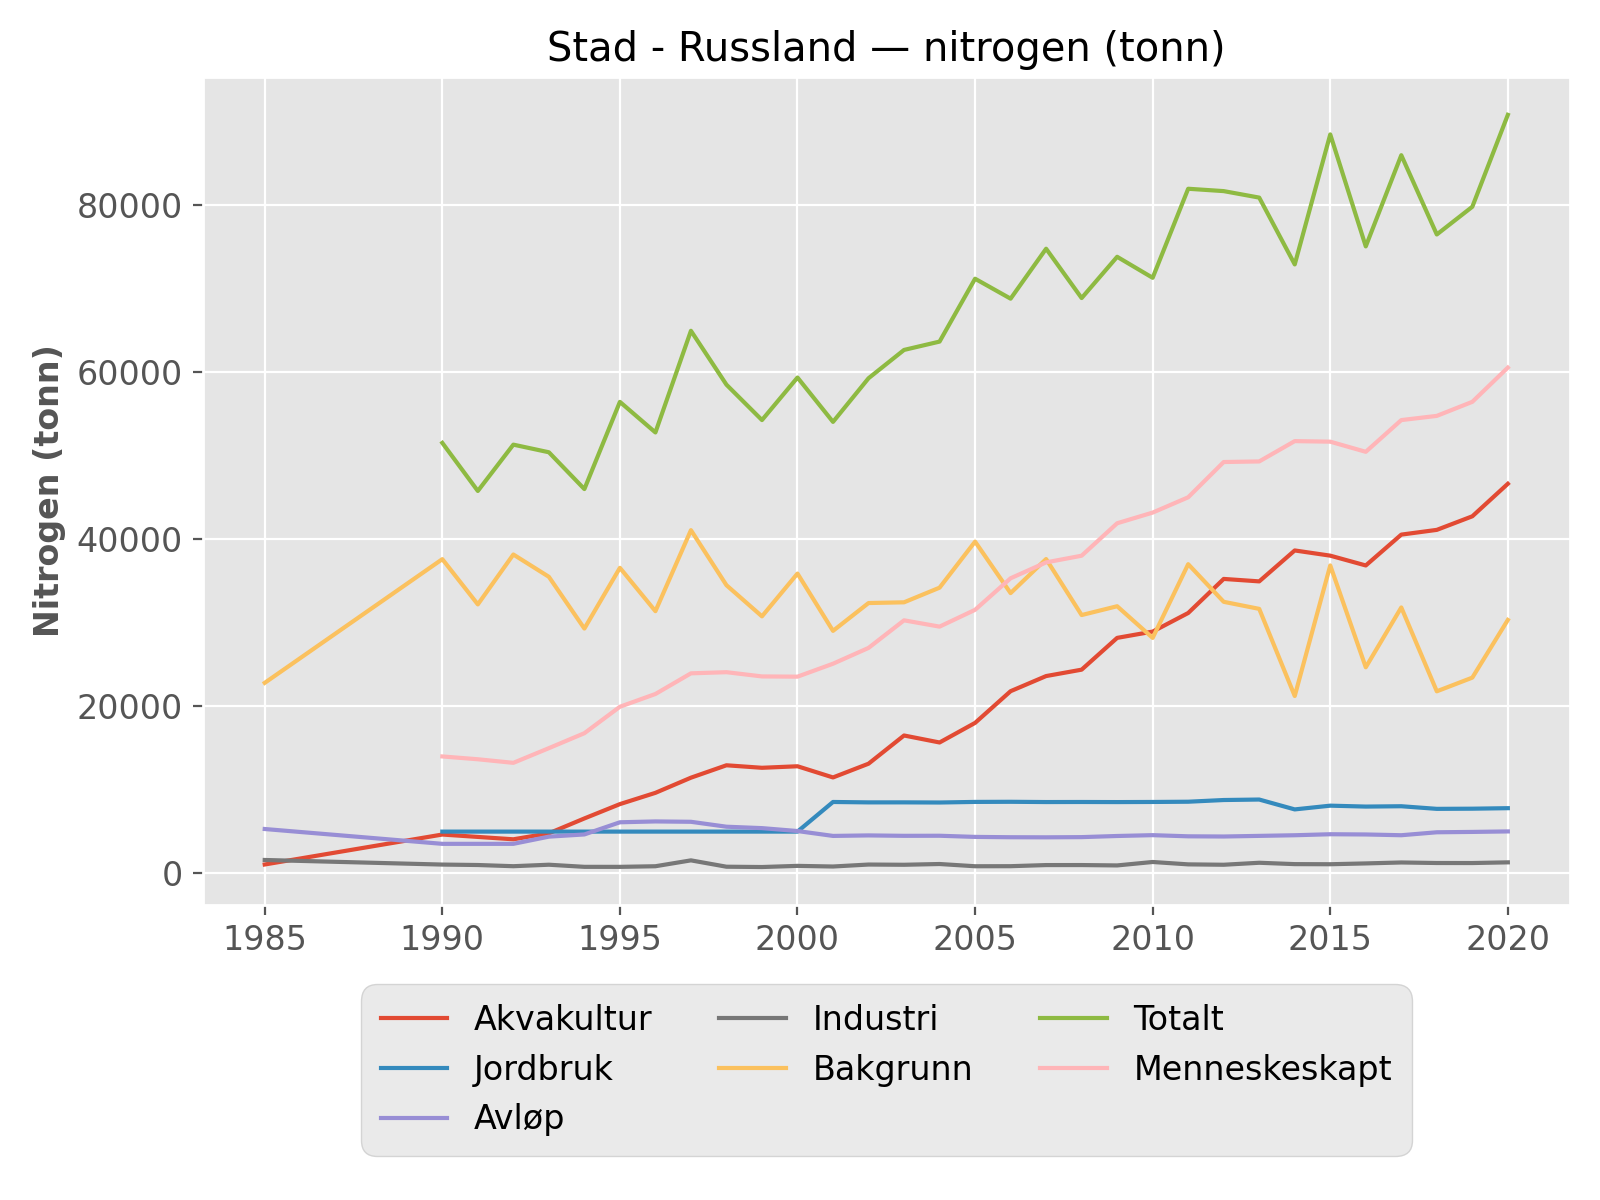 Stad - Russland — nitrogen (tonn)
Nitrogen (tonn)
80000
60000
40000
20000
0
1985 1990 1995 2000 2005 2010 2015 2020
Akvakultur Industri Totalt
Jordbruk Bakgrunn Menneskeskapt
Avløp